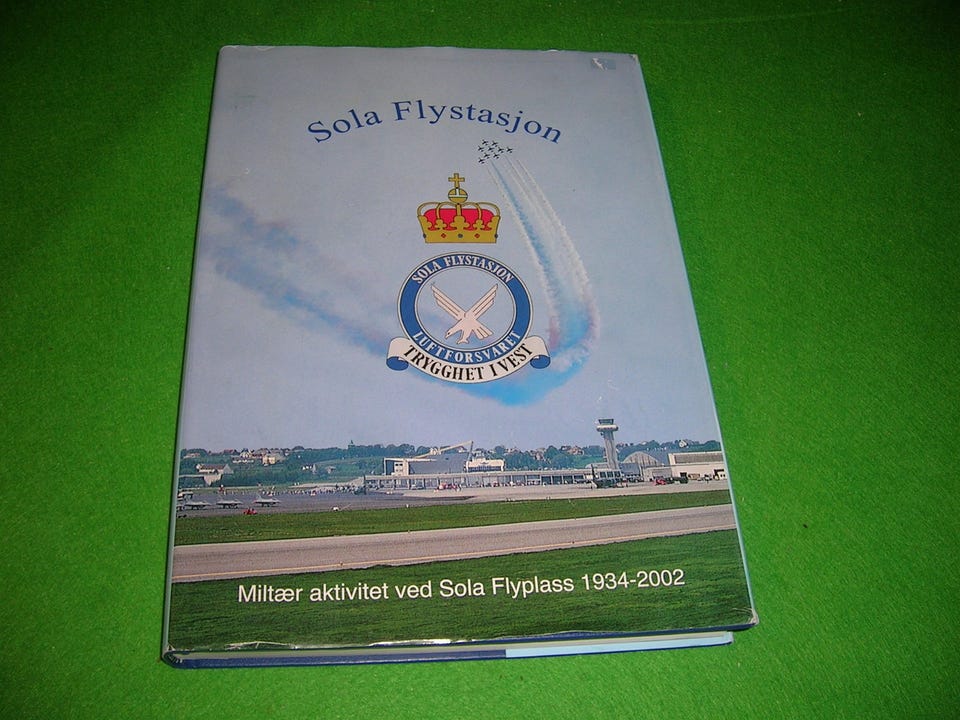 Sola Flystasjon
SOLA FLYSTASJON
LUFTFORSVARET
TRYGGHET I VEST
Miltær aktivitet ved Sola Flyplass 1934-2002